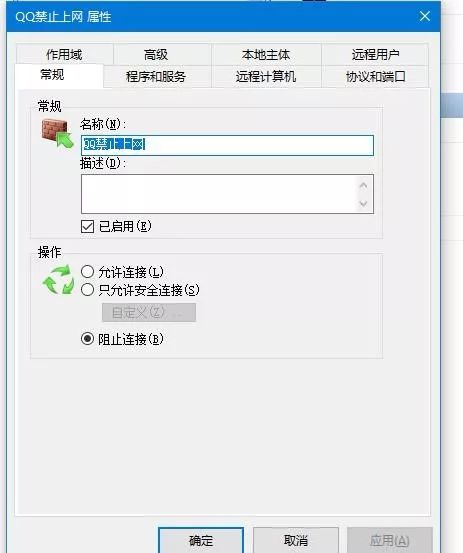 QQ禁止上网 属性
作用域 高级 本地主体 远程用户
常规 程序和服务 远程计算机 协议和端口
常规
名称(N):
QQ禁止上网
描述(D):
已启用(E)
操作
允许连接(L)
只允许安全连接(S)
自定义(Z)...
阻止连接(B)
确定 取消 应用(A)